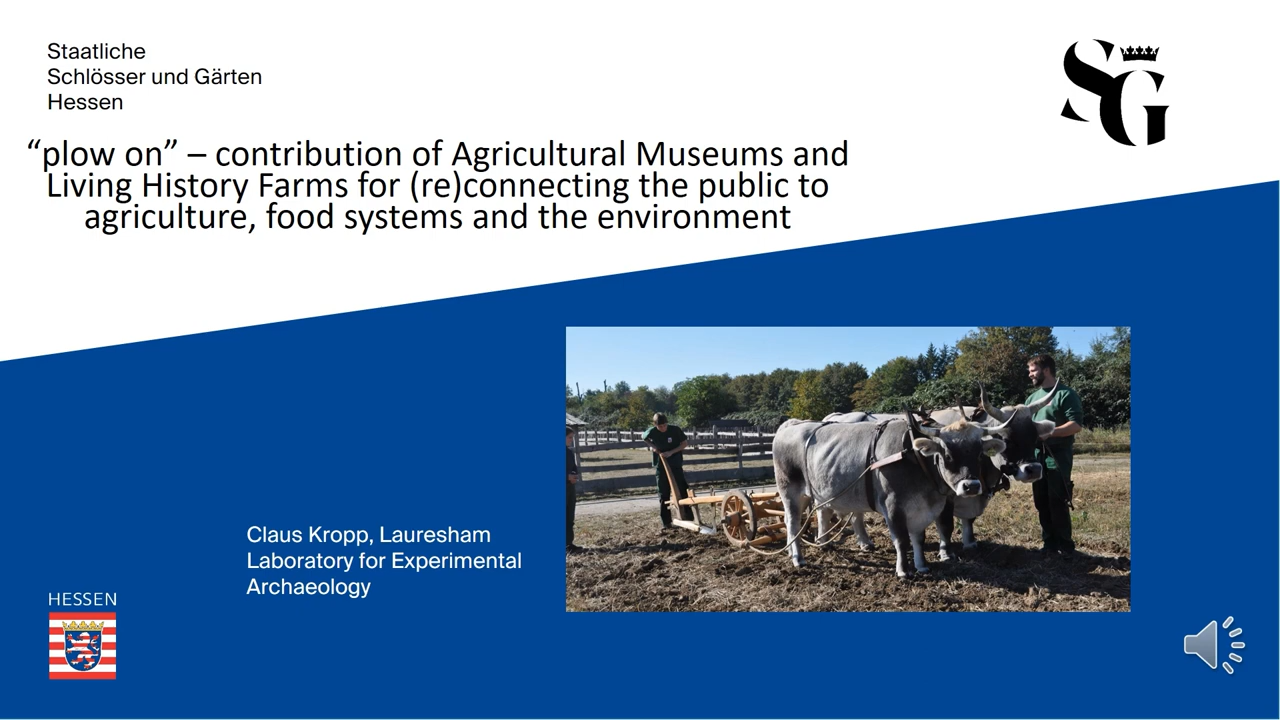 Staatliche
Schlösser und Gärten
Hessen
SG
“plow on” – contribution of Agricultural Museums and
Living History Farms for (re)connecting the public to
agriculture, food systems and the environment
Claus Kropp, Lauresham
Laboratory for Experimental
Archaeology
HESSEN